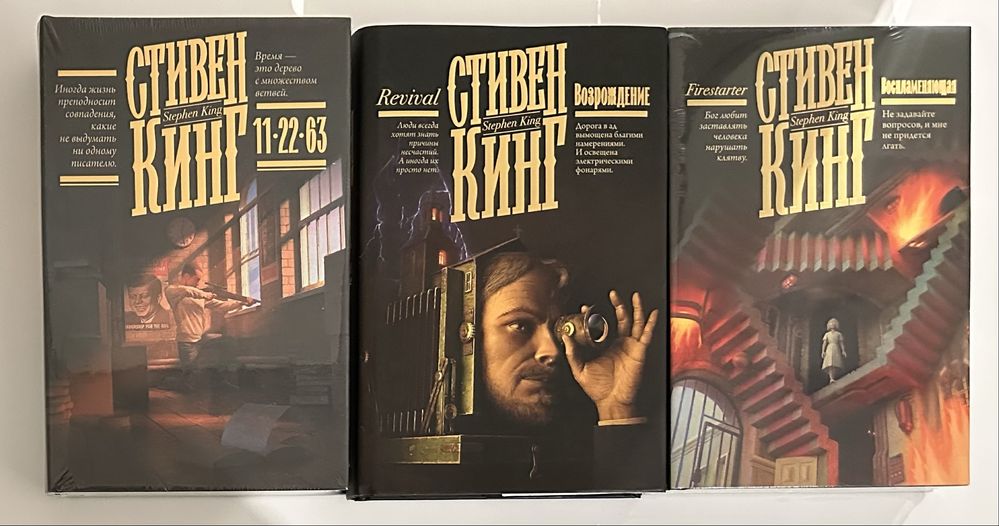 Иногда жизнь
преподносит
совпадения,
какие
не выдумать
ни одному
писателю.
СТИВЕН
Stephen King
КИНГ
Время —
это дерево
с множеством
ветвей.
11·22·63
Revival
Люди всегда
хотят знать
причины
несчастий.
А иногда их
просто нет.
СТИВЕН
Stephen King
КИНГ
Возрождение
Дорога в ад
вымощена благими
намерениями.
И освещена
электрическими
фонарями.
Firestarter
Бог любит
заставлять
человека
нарушать
клятву.
СТИВЕН
Stephen King
КИНГ
Воспламеняющая
Не задавайте
вопросов, и мне
не придется
лгать.